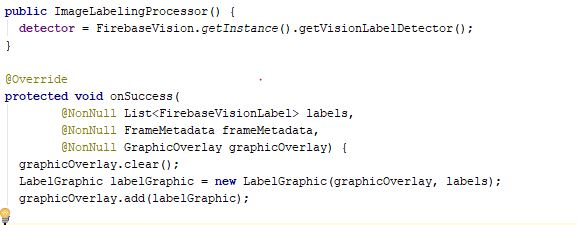 public ImageLabelingProcessor() {
  detector = FirebaseVision.getInstance().getVisionLabelDetector();
}

@Override
protected void onSuccess(
        @NonNull List<FirebaseVisionLabel> labels,
        @NonNull FrameMetadata frameMetadata,
        @NonNull GraphicOverlay graphicOverlay) {
  graphicOverlay.clear();
  LabelGraphic labelGraphic = new LabelGraphic(graphicOverlay, labels);
  graphicOverlay.add(labelGraphic);